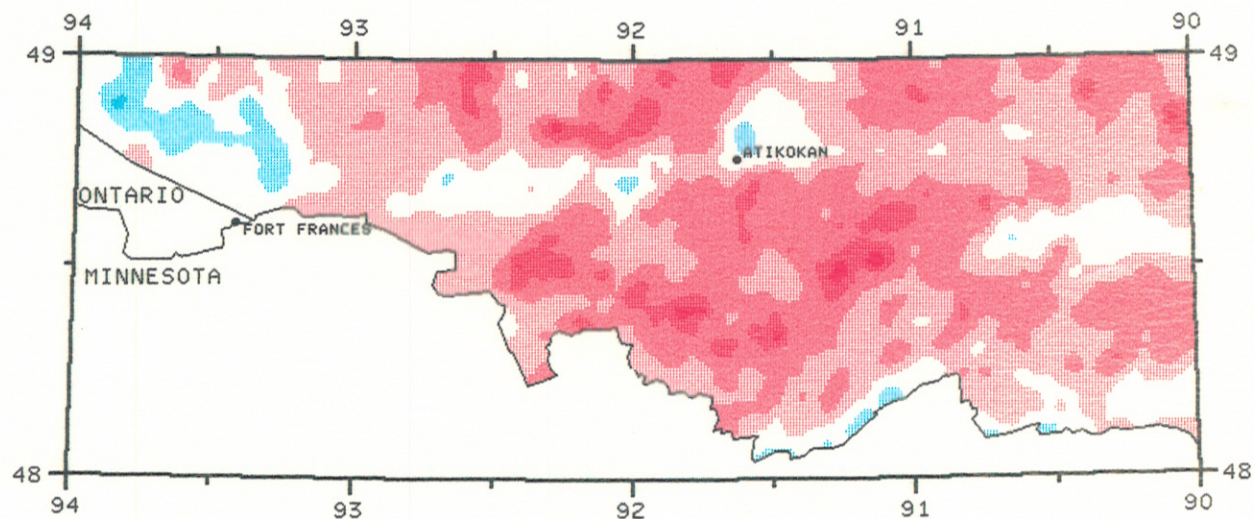 94 93 92 91 90
49 49
ATIKOKAN
ONTARIO
FORT FRANCES
MINNESOTA
48 48
94 93 92 91 90